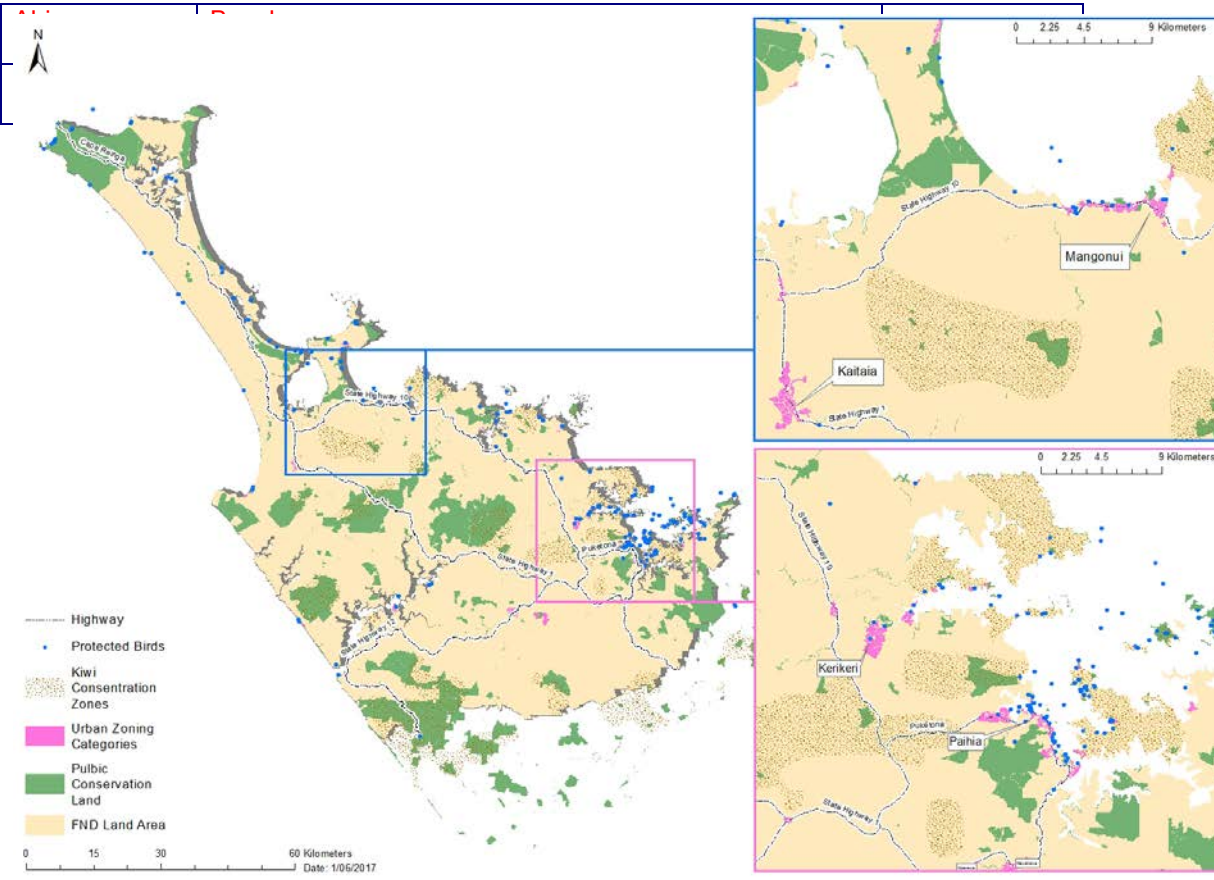 N
Cape Reinga
State Highway 10
Puketona
State Highway 1
State Highway 1
Highway
Protected Birds
Kiwi
Consentration
Zones
Urban Zoning
Categories
Pulbic
Conservation
Land
FND Land Area
0 15 30 60 Kilometers
Date: 1/06/2017
0 2.25 4.5 9 Kilometers
State Highway 10
Mangonui
Kaitaia
State Highway 1
0 2.25 4.5 9 Kilometers
State Highway 10
Kerikeri
Puketona
Paihia
State Highway 1